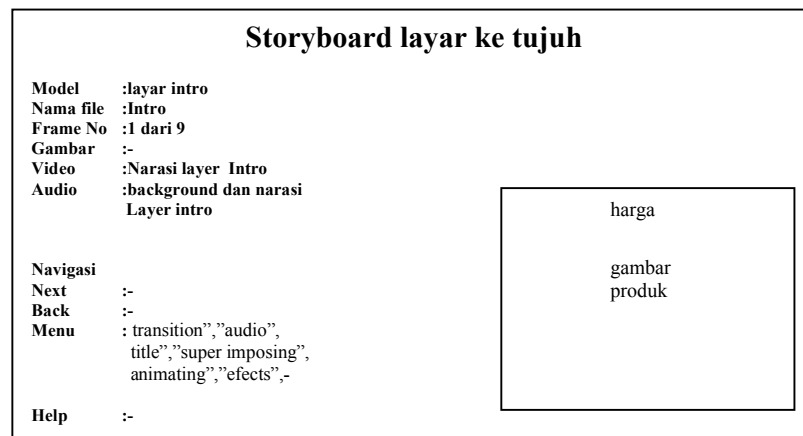 Storyboard layar ke tujuh
Model :layar intro
Nama file :Intro
Frame No :1 dari 9
Gambar :-
Video :Narasi layer Intro
Audio :background dan narasi
Layer intro
Navigasi
Next :-
Back :-
Menu : transition”,”audio”,
title”,”super imposing”,
animating”,”efects”,-
Help :-
harga
gambar
produk